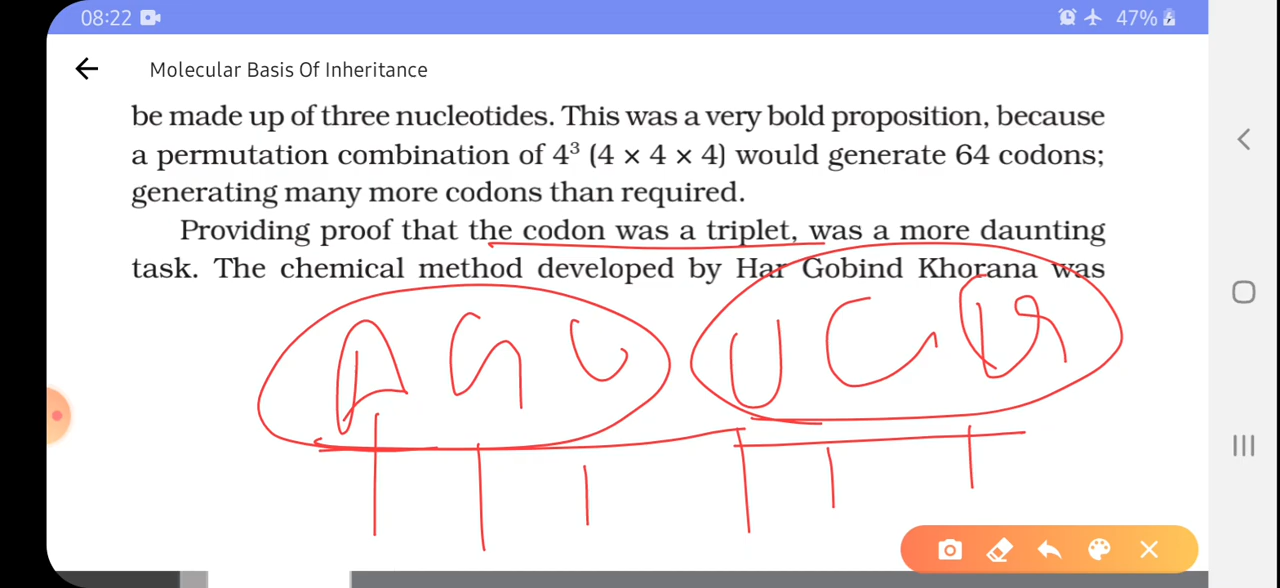 08:22
47%
Molecular Basis Of Inheritance
be made up of three nucleotides. This was a very bold proposition, because
a permutation combination of 4³ (4 × 4 × 4) would generate 64 codons;
generating many more codons than required.
Providing proof that the codon was a triplet, was a more daunting
task. The chemical method developed by Har Gobind Khorana was
A G U C